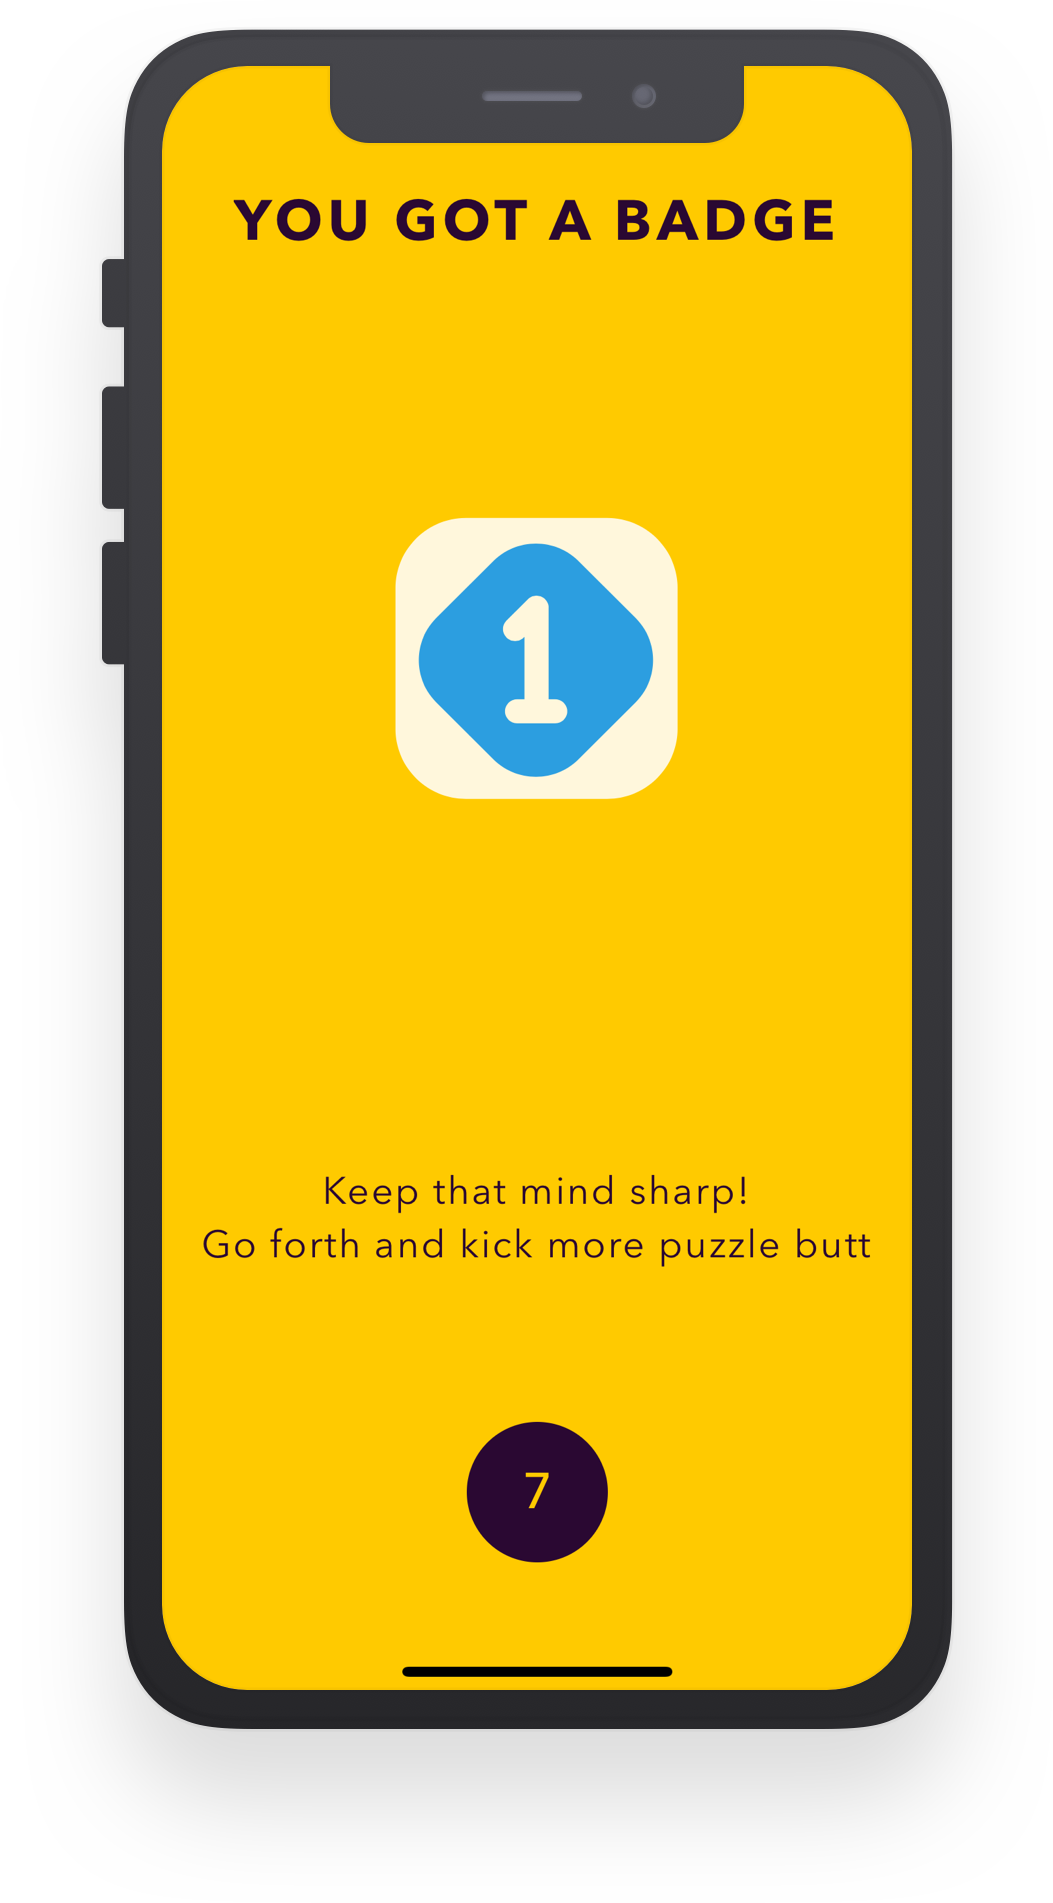 YOU GOT A BADGE
1
Keep that mind sharp!
Go forth and kick more puzzle butt
7